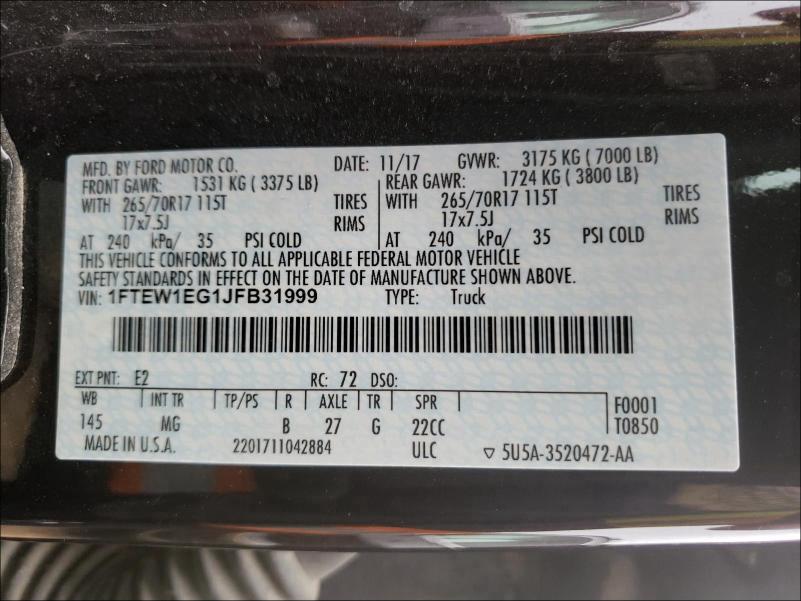 MFD. BY FORD MOTOR CO. DATE: 11/17 GVWR: 3175 KG ( 7000 LB)
FRONT GAWR: 1531 KG ( 3375 LB) REAR GAWR: 1724 KG ( 3800 LB)
WITH 265/70R17 115T TIRES WITH 265/70R17 115T TIRES
17x7.5J RIMS 17x7.5J RIMS
AT 240 kPa/ 35 PSI COLD AT 240 kPa/ 35 PSI COLD
THIS VEHICLE CONFORMS TO ALL APPLICABLE FEDERAL MOTOR VEHICLE
SAFETY STANDARDS IN EFFECT ON THE DATE OF MANUFACTURE SHOWN ABOVE.
VIN: 1FTEW1EG1JFB31999 TYPE: Truck
EXT PNT: E2 RC: 72 DSO:
WB INT TR TP/PS R AXLE TR SPR F0001
145 MG B 27 G 22CC T0850
MADE IN U.S.A. 2201711042884 ULC ▽ 5U5A-3520472-AA